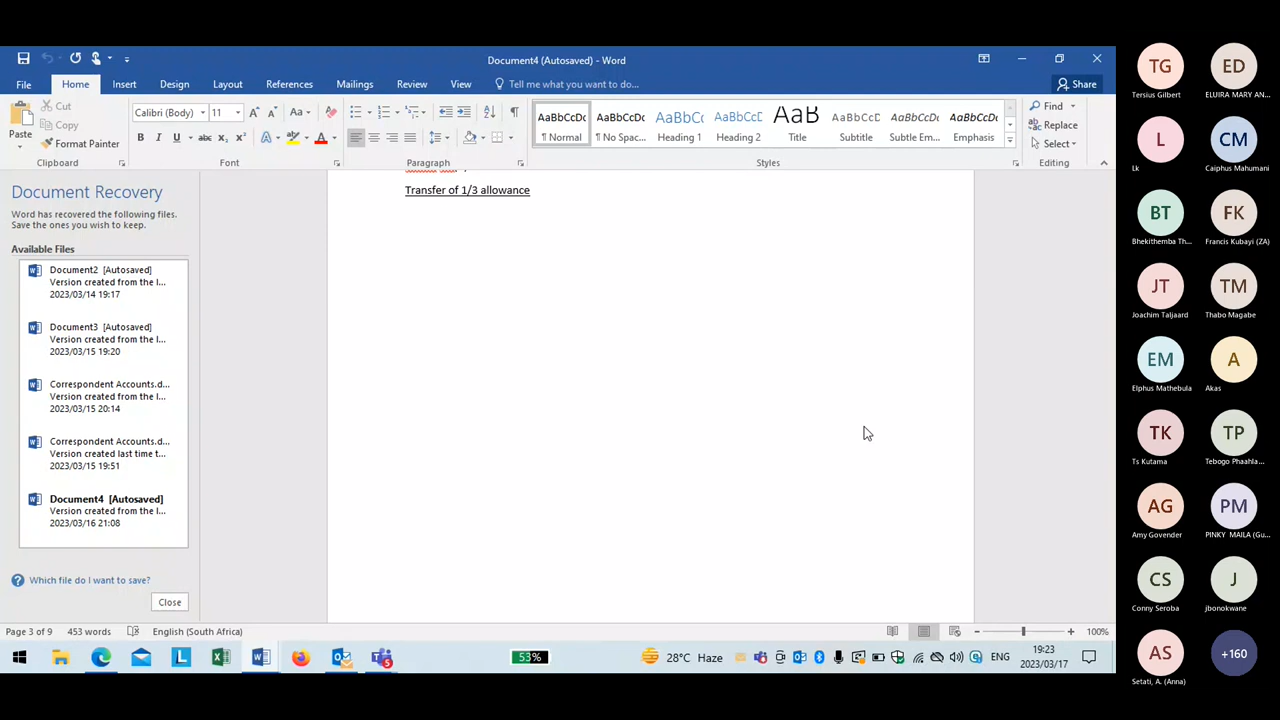 Document4 (Autosaved) - Word
File Home Insert Design Layout References Mailings Review View Tell me what you want to do... Share
Paste
Cut
Copy
Format Painter
Clipboard
Calibri (Body) 11
Font
Paragraph
AaBbCcDc AaBbCcDc AaBbCc AaBbCcD AaB AaBbCcD AaBbCcDc AaBbCcDc
¶ Normal ¶ No Spac... Heading 1 Heading 2 Title Subtitle Subtle Em... Emphasis
Styles
Find
Replace
Select
Editing
Document Recovery
Word has recovered the following files.
Save the ones you wish to keep.
Available Files
Document2 [Autosaved]
Version created from the l...
2023/03/14 19:17
Document3 [Autosaved]
Version created from the l...
2023/03/15 19:20
Correspondent Accounts.d...
Version created from the l...
2023/03/15 20:14
Correspondent Accounts.d...
Version created last time t...
2023/03/15 19:51
Document4 [Autosaved]
Version created from the l...
2023/03/16 21:08
Which file do I want to save?
Close
Transfer of 1/3 allowance
Page 3 of 9 453 words English (South Africa) 100%
53% 28°C Haze ENG
19:23
2023/03/17
TG ED
Tersius Gilbert ELUIRA MARY AN...
L CM
Lk Caiphus Mahumani
BT FK
Bhekithemba Th... Francis Kubayi (ZA)
JT TM
Joachim Taljaard Thabo Magabe
EM A
Elphus Mathebula Akas
TK TP
Ts Kutama Tebogo Phaahla...
AG PM
Amy Govender PINKY MAILA (Gu...
CS J
Conny Seroba jbonokwane
AS +160
Setati, A. (Anna)